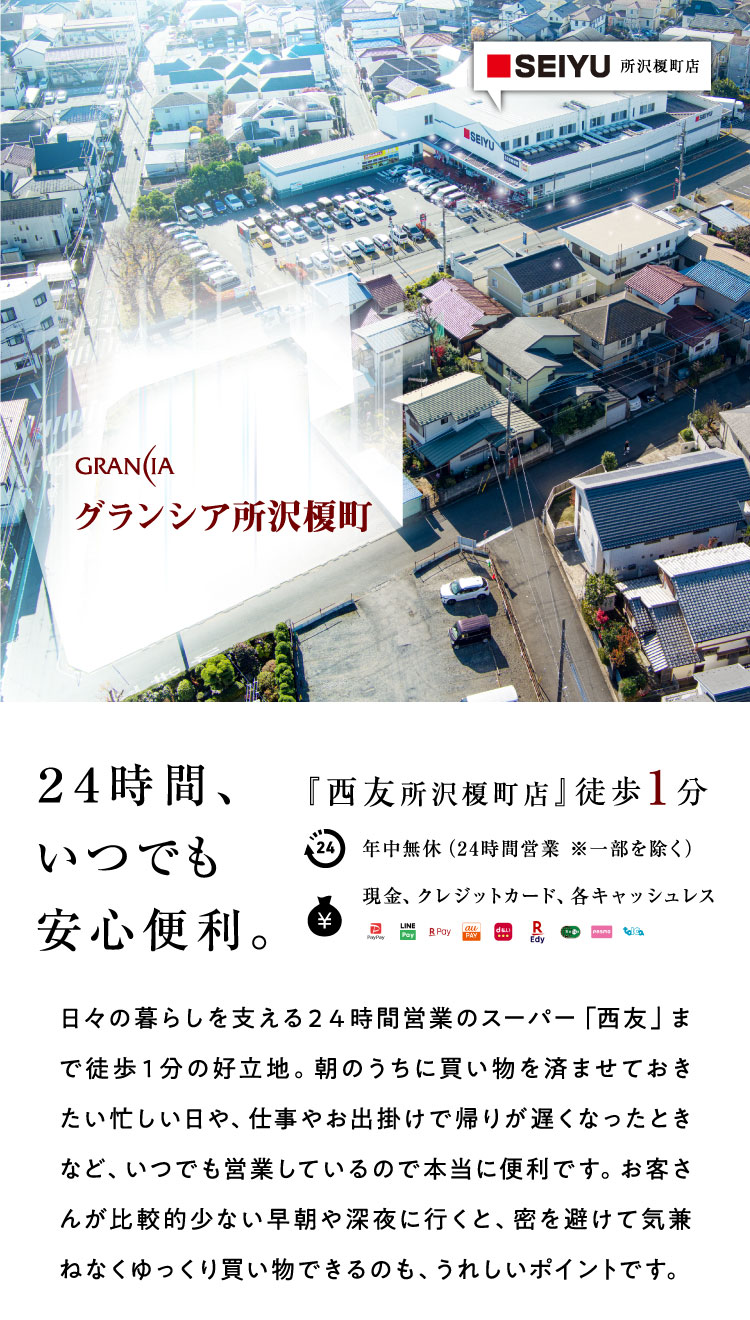 SEIYU 所沢榎町店
SEIYU
GRANCIA
グランシア所沢榎町
24時間、
いつでも
安心便利。
『西友所沢榎町店』徒歩1分
24
年中無休（24時間営業 ※一部を除く）
¥
現金、クレジットカード、各キャッシュレス
PayPay
LINE Pay
R Pay
au PAY
d払い
R Edy
PASMO
日々の暮らしを支える２４時間営業のスーパー「西友」ま
で徒歩１分の好立地。朝のうちに買い物を済ませておき
たい忙しい日や、仕事やお出掛けで帰りが遅くなったとき
など、いつでも営業しているので本当に便利です。お客さ
んが比較的少ない早朝や深夜に行くと、密を避けて気兼
ねなくゆっくり買い物できるのも、うれしいポイントです。